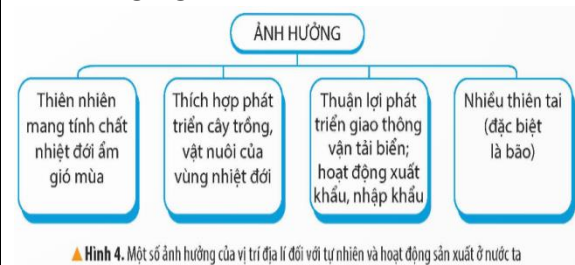 ẢNH HƯỞNG
Thiên nhiên
mang tính chất
nhiệt đới ẩm
gió mùa
Thích hợp phát
triển cây trồng,
vật nuôi của
vùng nhiệt đới
Thuận lợi phát
triển giao thông
vận tải biển;
hoạt động xuất
khẩu, nhập khẩu
Nhiều thiên tai
(đặc biệt
là bão)
▲ Hình 4. Một số ảnh hưởng của vị trí địa lí đối với tự nhiên và hoạt động sản xuất ở nước ta